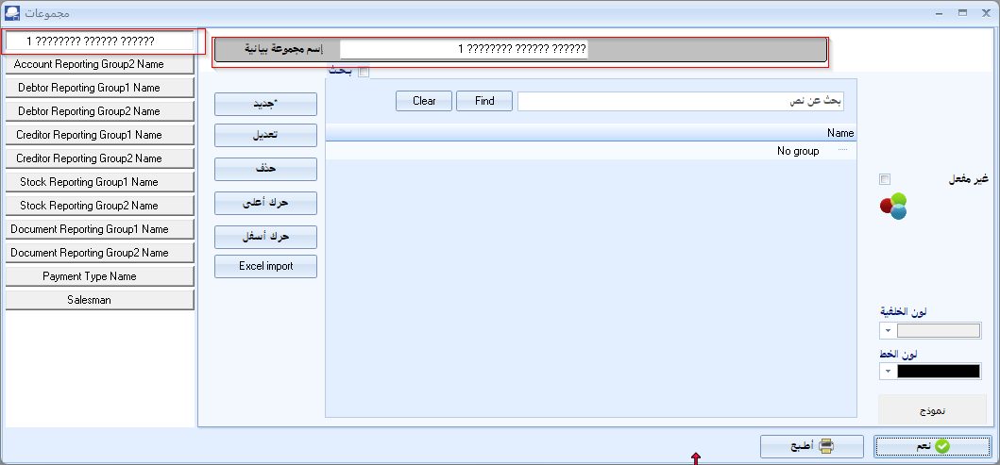 مجموعات
1 ???????? ?????? ??????
Account Reporting Group2 Name
Debtor Reporting Group1 Name
Debtor Reporting Group2 Name
Creditor Reporting Group1 Name
Creditor Reporting Group2 Name
Stock Reporting Group1 Name
Stock Reporting Group2 Name
Document Reporting Group1 Name
Document Reporting Group2 Name
Payment Type Name
Salesman
إسم مجموعة بيانية
1 ???????? ?????? ??????
بحث
جديد*
تعديل
حذف
حرك أعلى
حرك أسفل
Excel import
Clear
Find
بحث عن نص
Name
No group
غير مفعل
لون الخلفية
لون الخط
نموذج
أطبع
نعم